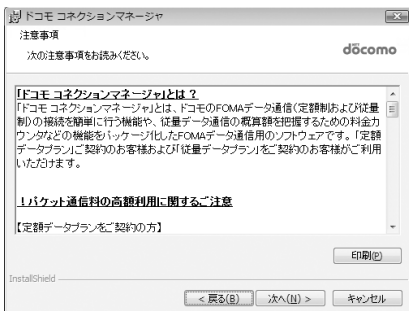 ドコモ コネクションマネージャ
注意事項
次の注意事項をお読みください。
döcomo
「ドコモ コネクションマネージャ」とは？
「ドコモ コネクションマネージャ」とは、ドコモのFOMAデータ通信（定額制および従量
制）の接続を簡単に行う機能や、従量データ通信の概算額を把握するための料金カ
ウンタなどの機能をパッケージ化したFOMAデータ通信用のソフトウェアです。「定額
データプラン」ご契約のお客様および「従量データプラン」をご契約のお客様がご利用
いただけます。
！パケット通信料の高額利用に関するご注意
【定額データプランをご契約の方】
印刷(P)
InstallShield
< 戻る(B)
次へ(N) >
キャンセル